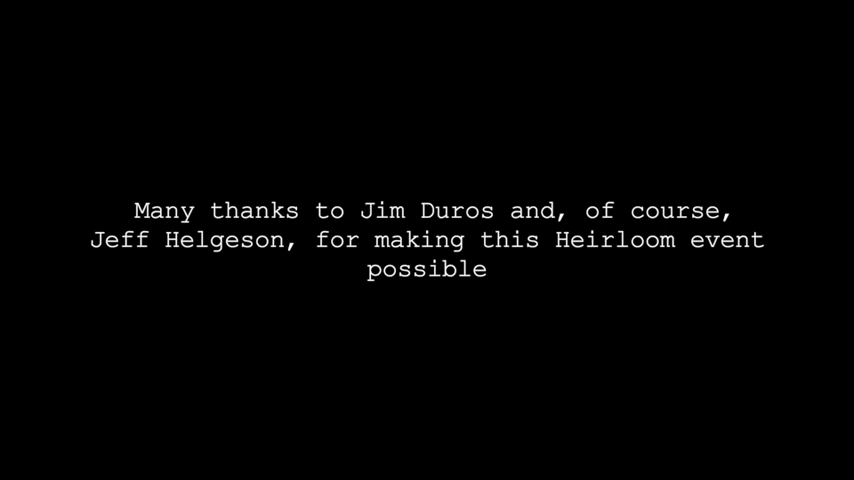 Many thanks to Jim Duros and, of course,
Jeff Helgeson, for making this Heirloom event
possible